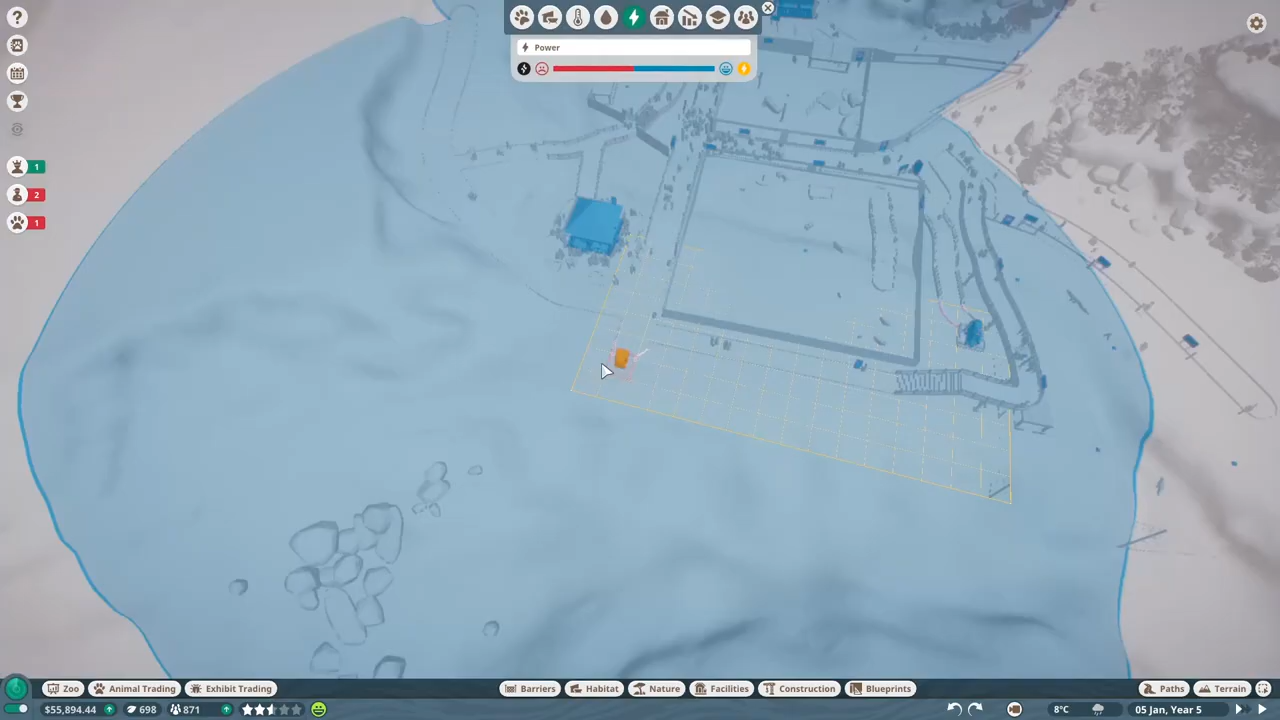 Power
1
2
1
Zoo
Animal Trading
Exhibit Trading
Barriers
Habitat
Nature
Facilities
Construction
Blueprints
Paths
Terrain
$55,894.44
698
871
8°C
05 Jan, Year 5